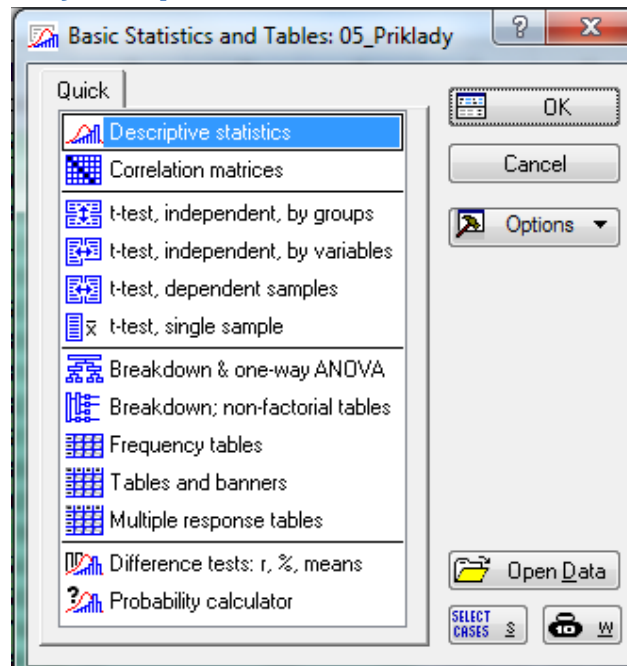 Basic Statistics and Tables: 05_Priklady
?
x
Quick
Descriptive statistics
Correlation matrices
t-test, independent, by groups
t-test, independent, by variables
t-test, dependent samples
x̄ t-test, single sample
Breakdown & one-way ANOVA
Breakdown; non-factorial tables
Frequency tables
Tables and banners
Multiple response tables
Difference tests: r, %, means
? Probability calculator
OK
Cancel
Options
Open Data
SELECT
CASES S
W